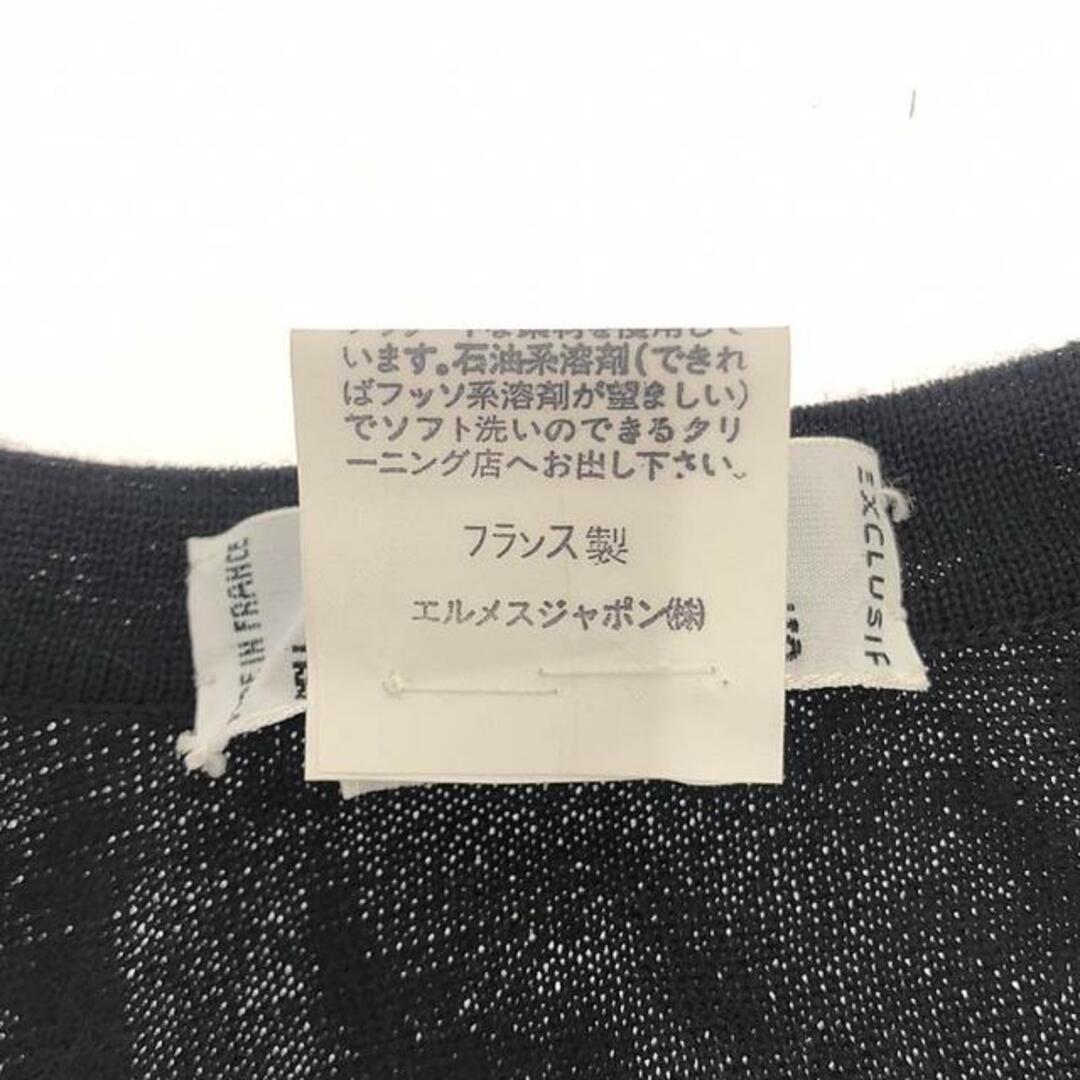 います。石油系溶剤(できれ
ばフッソ系溶剤が望ましい)
でソフト洗いのできるクリ
ーニング店へお出し下さい。
フランス製
エルメスジャポン(株)
IN FRANCE
EXCLUSIF